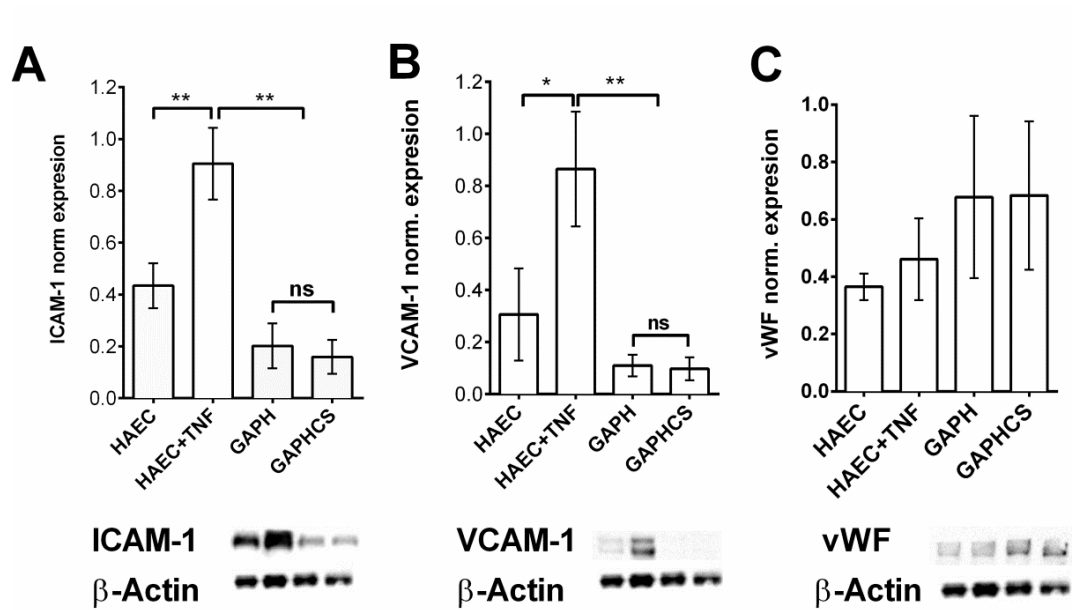 A
ICAM-1 norm expresion
1.2
1.0
0.8
0.6
0.4
0.2
0.0
**
**
ns
HAEC
HAEC+TNF
GAPH
GAPHCS
ICAM-1
β-Actin
B
VCAM-1 norm. expresion
1.2
1.0
0.8
0.6
0.4
0.2
0.0
*
**
ns
HAEC
HAEC+TNF
GAPH
GAPHCS
VCAM-1
β-Actin
C
vWF norm. expresion
1.0
0.8
0.6
0.4
0.2
0.0
HAEC
HAEC+TNF
GAPH
GAPHCS
vWF
β-Actin